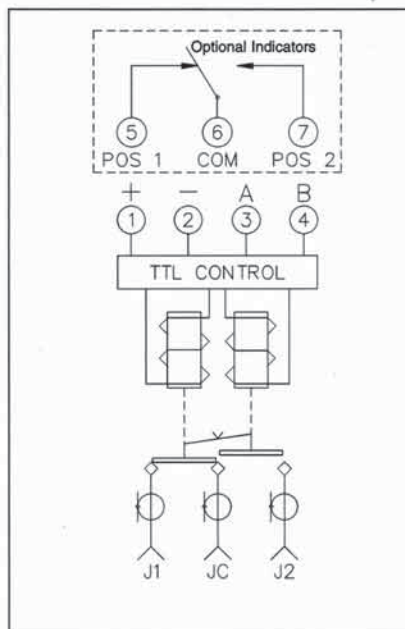 Optional Indicators
5 6 7
POS 1 COM POS 2
+ − A B
1 2 3 4
TTL CONTROL
J1 JC J2